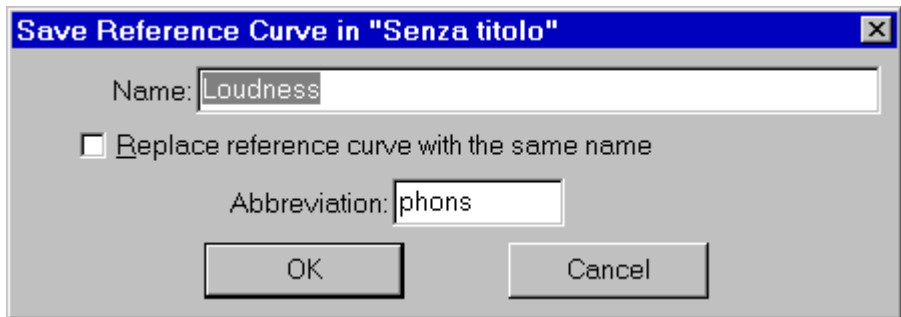 Save Reference Curve in "Senza titolo"
Name: Loudness
Replace reference curve with the same name
Abbreviation: phons
OK Cancel